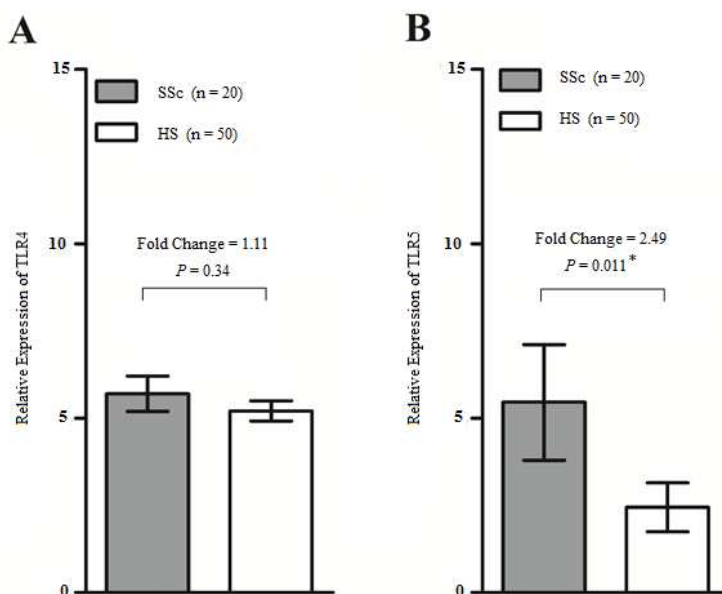 A
15
SSc (n = 20)
HS (n = 50)
Relative Expression of TLR4
10
Fold Change = 1.11
P = 0.34
5
0
B
15
SSc (n = 20)
HS (n = 50)
Relative Expression of TLR5
10
Fold Change = 2.49
P = 0.011*
5
0